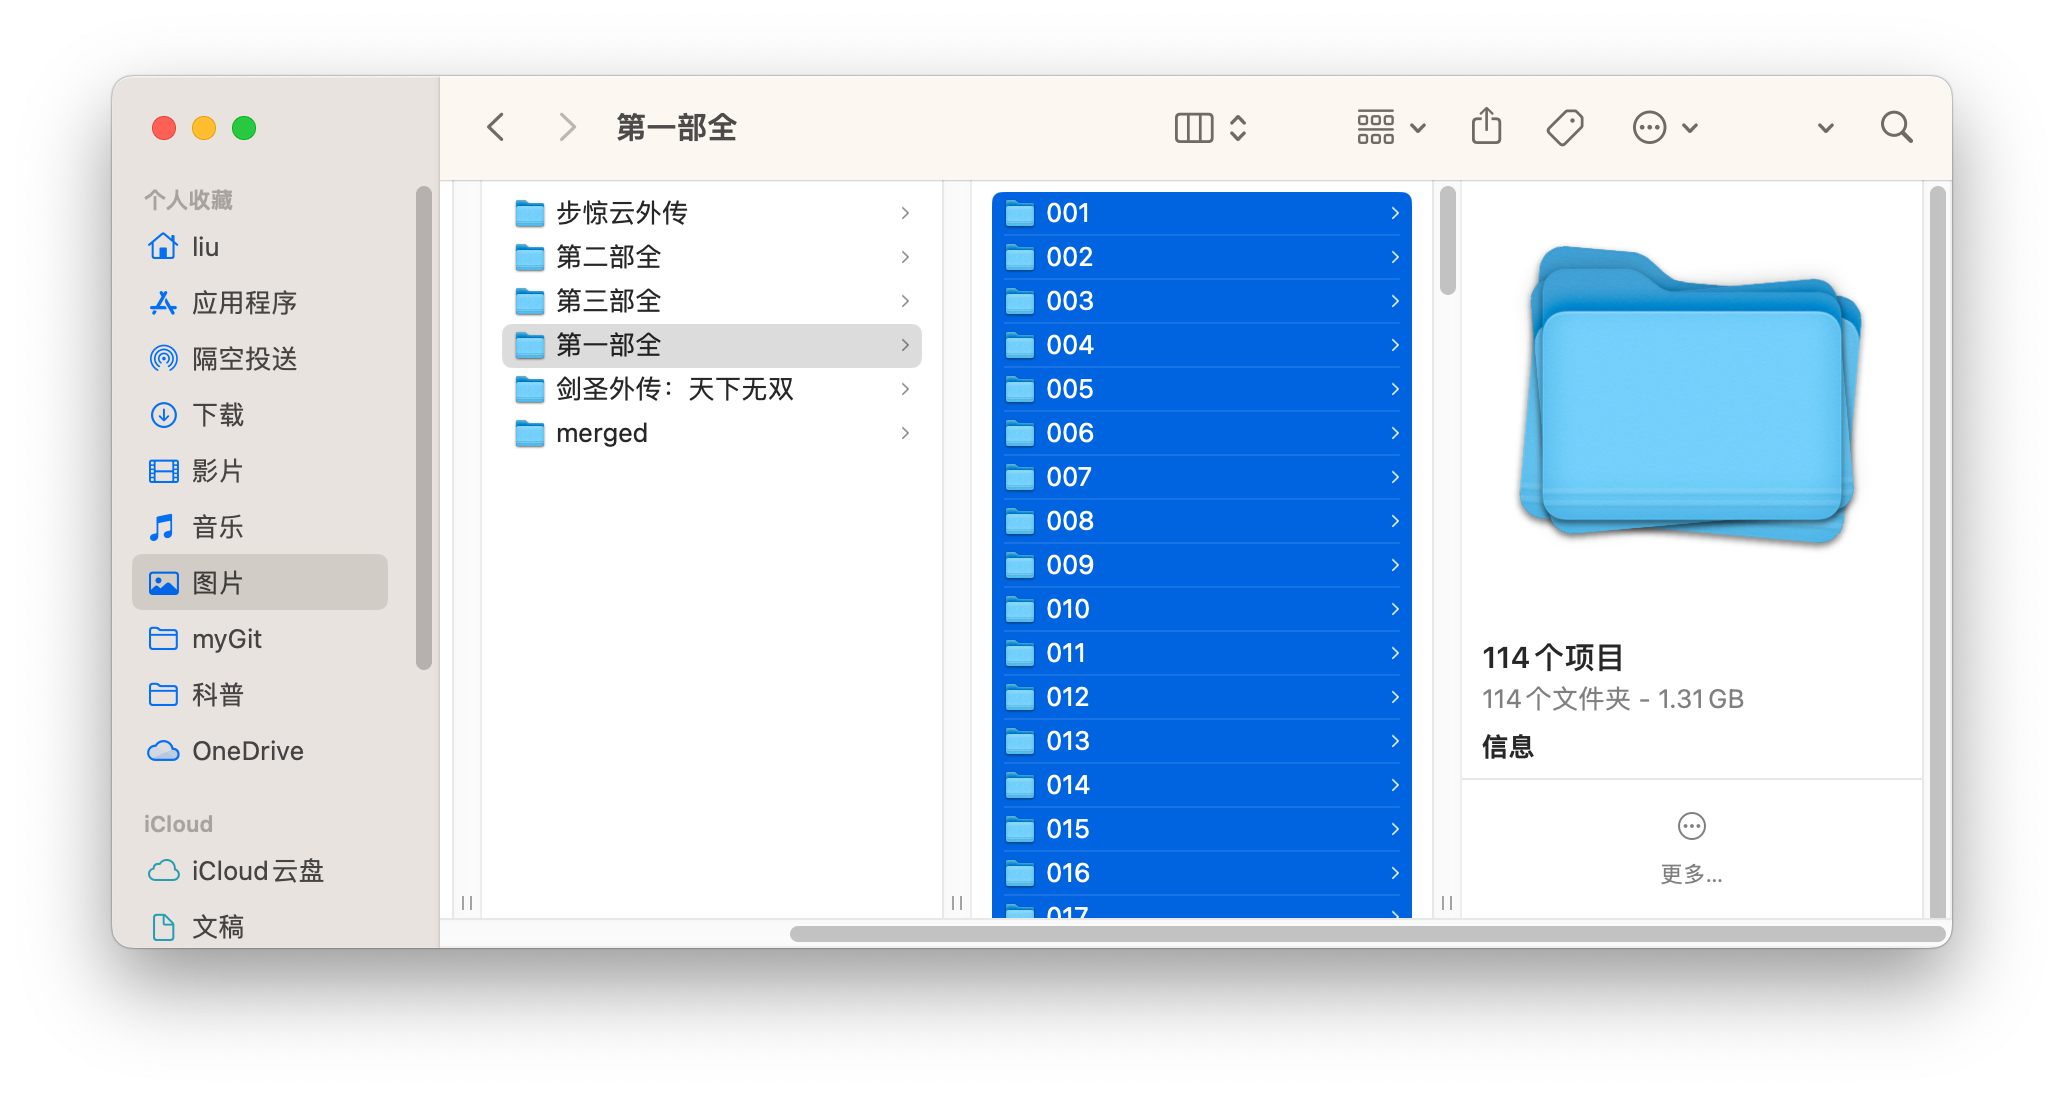 第一部全
个人收藏
liu
应用程序
隔空投送
下载
影片
音乐
图片
myGit
科普
OneDrive
iCloud
iCloud云盘
文稿
步惊云外传
第二部全
第三部全
第一部全
剑圣外传：天下无双
merged
001
002
003
004
005
006
007
008
009
010
011
012
013
014
015
016
017
114个项目
114个文件夹 - 1.31 GB
信息
更多...